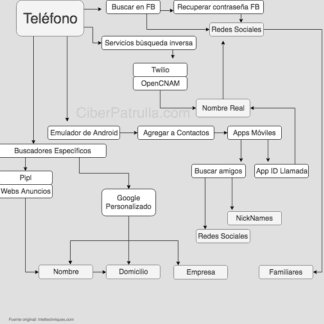 Teléfono
Buscar en FB
Recuperar contraseña FB
Redes Sociales
Servicios búsqueda inversa
Twilio
OpenCNAM
CiberPatrulla.com
Nombre Real
Emulador de Android
Agregar a Contactos
Apps Móviles
Buscadores Específicos
Buscar amigos
App ID Llamada
Pipl
Webs Anuncios
Google
Personalizado
NickNames
Redes Sociales
Nombre
Domicilio
Empresa
Familiares
Fuente original: inteltechniques.com